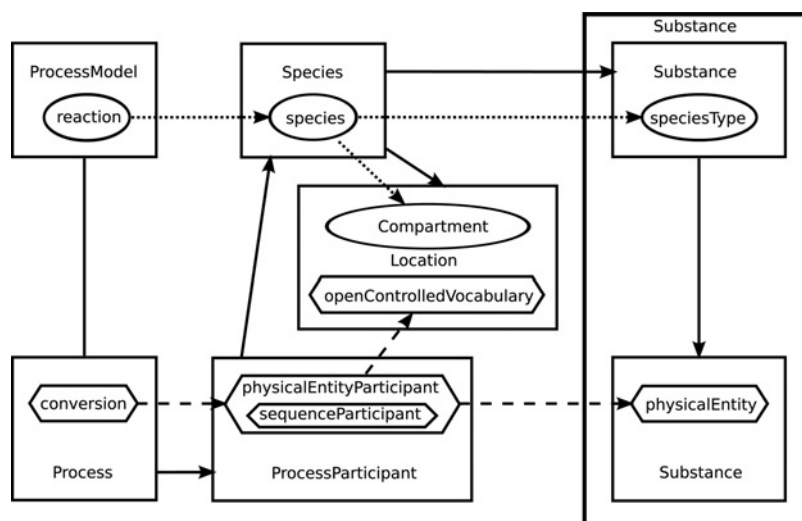 Substance
ProcessModel
Species
Substance
reaction
species
speciesType
Compartment
Location
openControlledVocabulary
physicalEntityParticipant
conversion
sequenceParticipant
physicalEntity
Process
ProcessParticipant
Substance